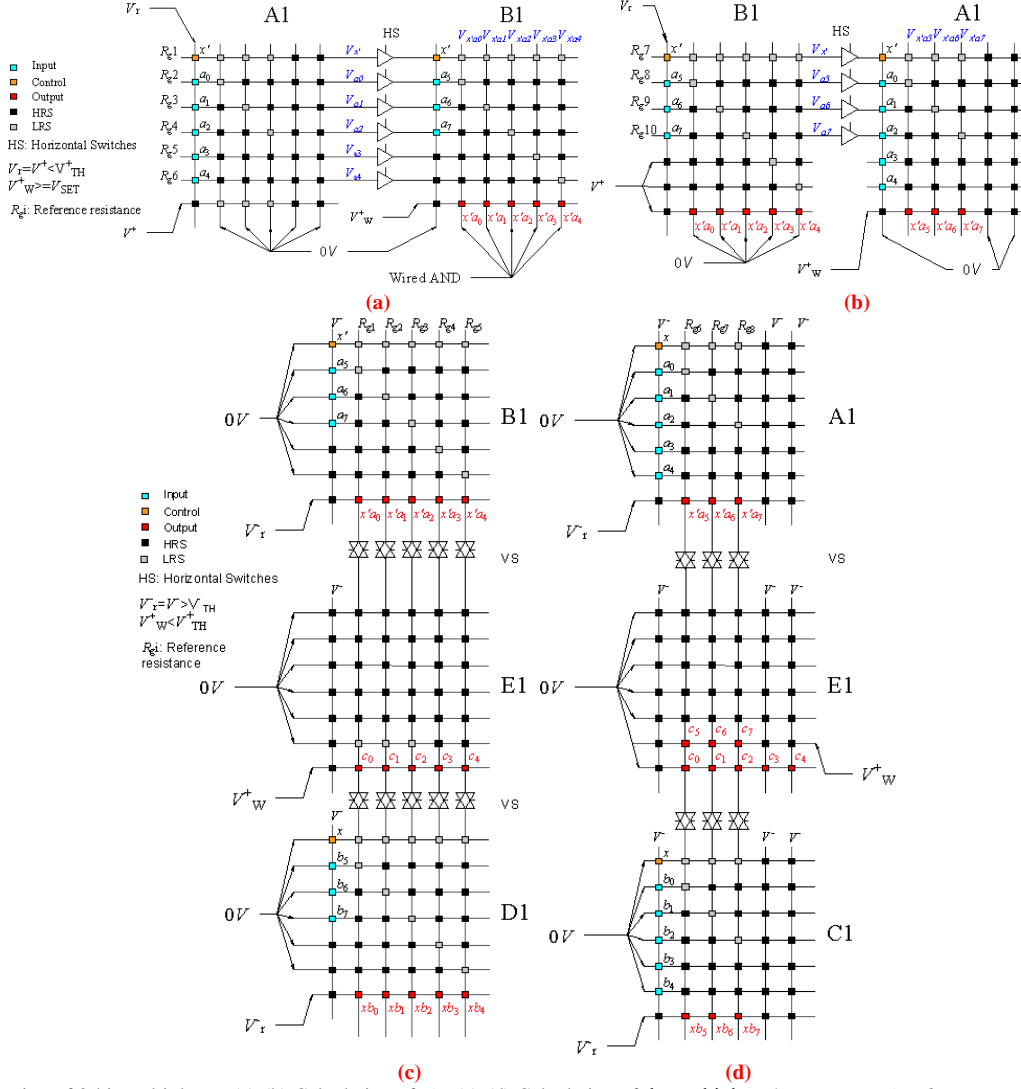 A1
B1
B1
A1
Vr
HS
Vx'a0 Vx'a1 Vx'a2 Vx'a3 Vx'a4
Vr
HS
Vx'a5 Vx'a6 Vx'a7
Rg1 x' Vx'
Rg2 a0 Va0 a5
Rg3 a1 Va1 a6
Rg4 a2 Va2 a7
Rg5 a3 Va3
Rg6 a4 Va4
V+
V+W
x'a0 x'a1 x'a2 x'a3 x'a4
0V
Wired AND
Input
Control
Output
HRS
LRS
HS: Horizontal Switches
Vr=V+<V+TH
V+W>=VSET
Rgi: Reference resistance
(a)
Rg7 x' Vx' x'
Rg8 a5 Va5 a0
Rg9 a6 Va6 a1
Rg10 a7 Va7 a2
a3
V+
a4
x'a0 x'a1 x'a2 x'a3 x'a4
x'a5 x'a6 x'a7
0V
V+W
0V
(b)
V- Rg1 Rg2 Rg3 Rg4 Rg5
x'
a5
a6
a7
0V
B1
V-r
x'a0 x'a1 x'a2 x'a3 x'a4
VS
Input
Control
Output
HRS
LRS
HS: Horizontal Switches
V-r=V->V-TH
V+W<V+TH
Rgi: Reference
resistance
0V
E1
c0 c1 c2 c3 c4
V+W
VS
V-
x
b5
b6
b7
0V
D1
V-r
xb0 xb1 xb2 xb3 xb4
(c)
V- Rg6 Rg7 Rg8 V- V-
x
a0
a1
a2
a3
a4
0V
A1
V-r
x'a5 x'a6 x'a7
VS
0V
E1
c5 c6 c7
c0 c1 c2 c3 c4
V+W
V- V- V-
x
b0
b1
b2
b3
b4
0V
C1
V-r
xb5 xb6 xb7
(d)